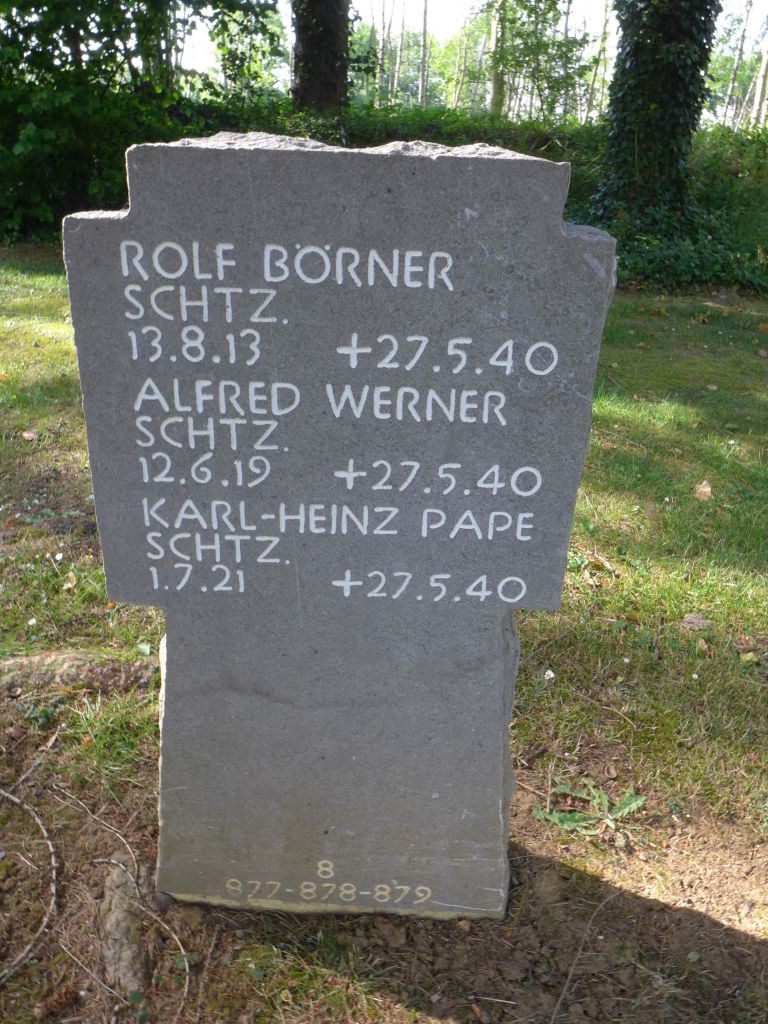 ROLF BÖRNER
SCHTZ.
13.8.13 +27.5.40
ALFRED WERNER
SCHTZ.
12.6.19 +27.5.40
KARL-HEINZ PAPE
SCHTZ.
1.7.21 +27.5.40
8
877-878-879